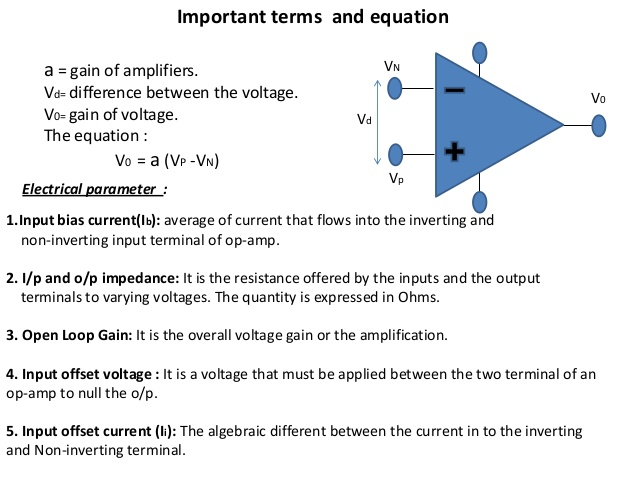 Important terms and equation
a = gain of amplifiers.
Vd= difference between the voltage.
Vo= gain of voltage.
The equation :
V0 = a (VP -VN)
VN
Vd
Vp
V0
Electrical parameter :
1.Input bias current(Ib): average of current that flows into the inverting and
non-inverting input terminal of op-amp.
2. I/p and o/p impedance: It is the resistance offered by the inputs and the output
terminals to varying voltages. The quantity is expressed in Ohms.
3. Open Loop Gain: It is the overall voltage gain or the amplification.
4. Input offset voltage : It is a voltage that must be applied between the two terminal of an
op-amp to null the o/p.
5. Input offset current (Ii): The algebraic different between the current in to the inverting
and Non-inverting terminal.